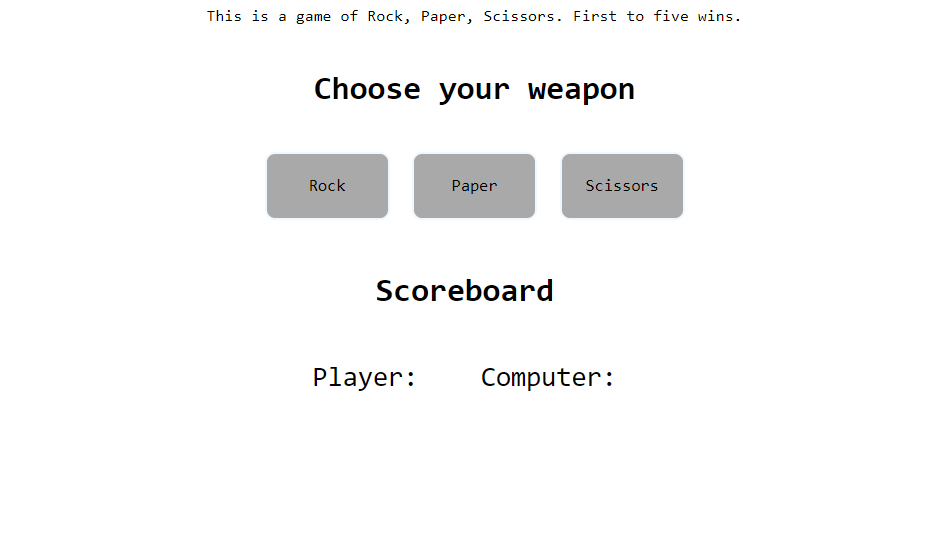 This is a game of Rock, Paper, Scissors. First to five wins.
Choose your weapon
Rock Paper Scissors
Scoreboard
Player: Computer: